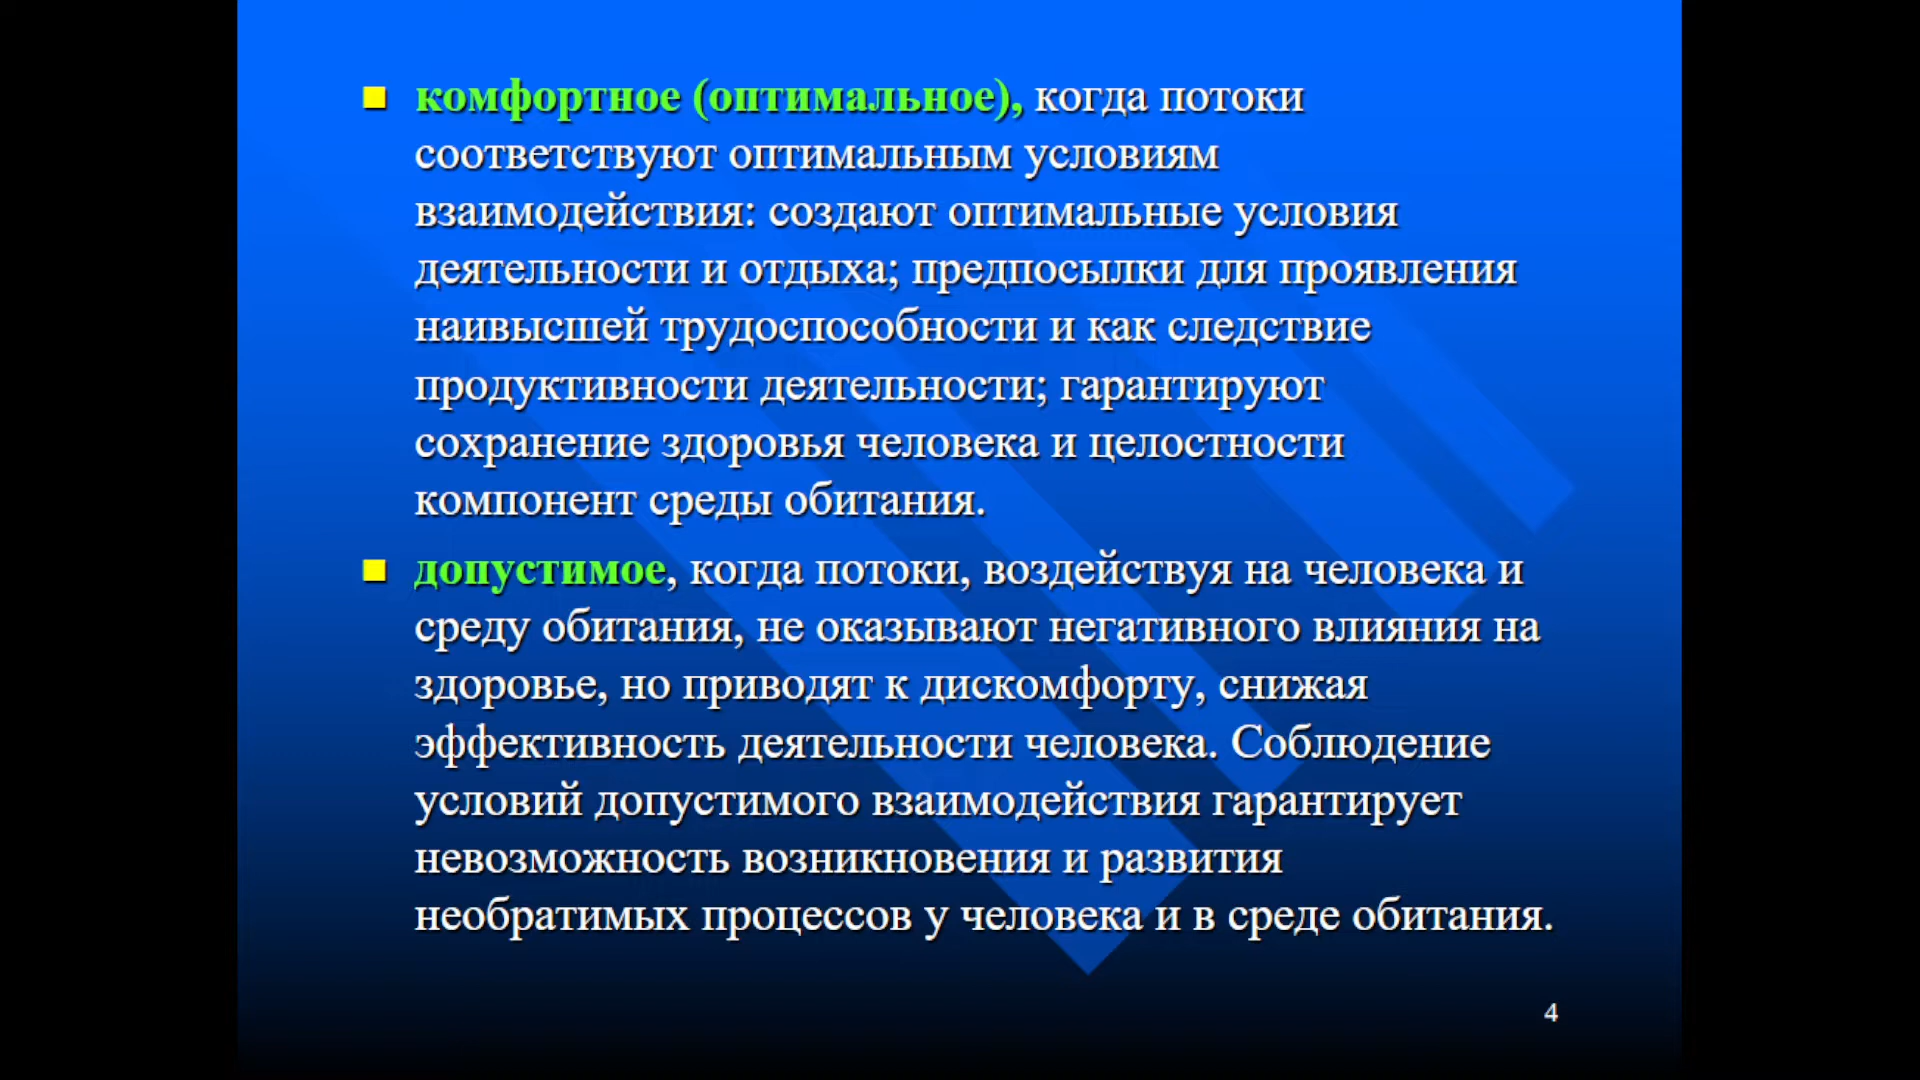 комфортное (оптимальное), когда потоки
соответствуют оптимальным условиям
взаимодействия: создают оптимальные условия
деятельности и отдыха; предпосылки для проявления
наивысшей трудоспособности и как следствие
продуктивности деятельности; гарантируют
сохранение здоровья человека и целостности
компонент среды обитания.
допустимое, когда потоки, воздействуя на человека и
среду обитания, не оказывают негативного влияния на
здоровье, но приводят к дискомфорту, снижая
эффективность деятельности человека. Соблюдение
условий допустимого взаимодействия гарантирует
невозможность возникновения и развития
необратимых процессов у человека и в среде обитания.
4